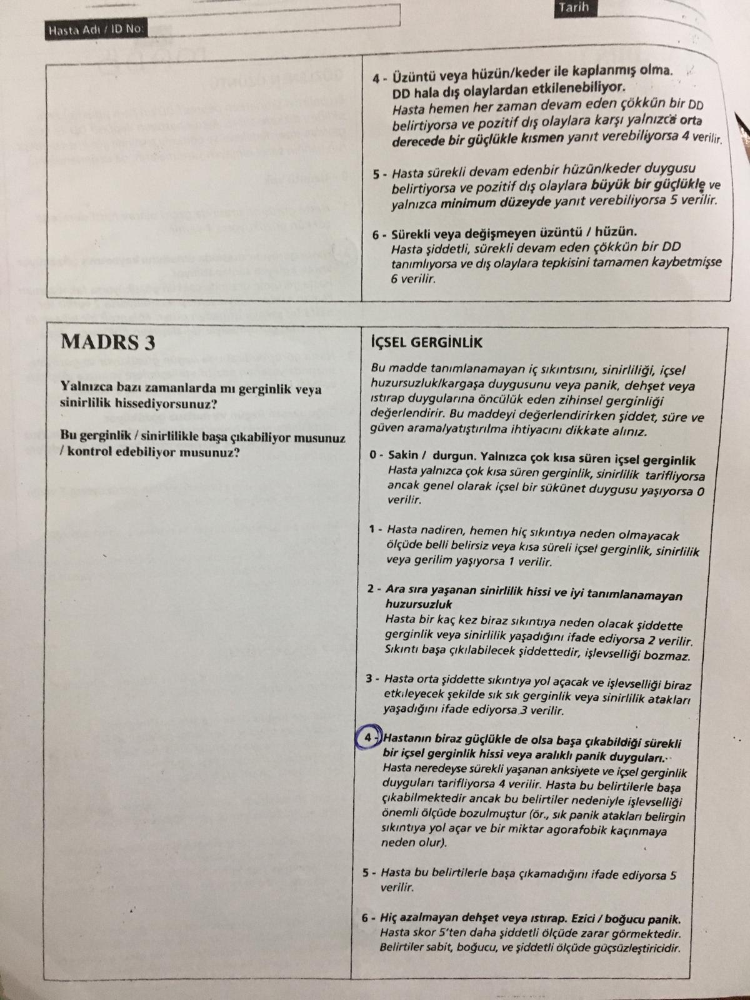 Tarih
Hasta Adı / ID No:
4 - Üzüntü veya hüzün/keder ile kaplanmış olma.
DD hala dış olaylardan etkilenebiliyor.
Hasta hemen her zaman devam eden çökkün bir DD
belirtiyorsa ve pozitif dış olaylara karşı yalnızca orta
derecede bir güçlükle kısmen yanıt verebiliyorsa 4 verilir.
5 - Hasta sürekli devam edenbir hüzün/keder duygusu
belirtiyorsa ve pozitif dış olaylara büyük bir güçlükle ve
yalnızca minimum düzeyde yanıt verebiliyorsa 5 verilir.
6 - Sürekli veya değişmeyen üzüntü / hüzün.
Hasta şiddetli, sürekli devam eden çökkün bir DD
tanımlıyorsa ve dış olaylara tepkisini tamamen kaybetmişse
6 verilir.
MADRS 3
Yalnızca bazı zamanlarda mı gerginlik veya
sinirlilik hissediyorsunuz?
Bu gerginlik / sinirlilikle başa çıkabiliyor musunuz
/ kontrol edebiliyor musunuz?
İÇSEL GERGİNLİK
Bu madde tanımlanamayan iç sıkıntısını, sinirliliği, içsel
huzursuzluk/kargaşa duygusunu veya panik, dehşet veya
ıstırap duygularına öncülük eden zihinsel gerginliği
değerlendirir. Bu maddeyi değerlendirirken şiddet, süre ve
güven arama/yatıştırılma ihtiyacını dikkate alınız.
0 - Sakin / durgun. Yalnızca çok kısa süren içsel gerginlik
Hasta yalnızca çok kısa süren gerginlik, sinirlilik tarifliyorsa
ancak genel olarak içsel bir sükünet duygusu yaşıyorsa 0
verilir.
1 - Hasta nadiren, hemen hiç sıkıntıya neden olmayacak
ölçüde belli belirsiz veya kısa süreli içsel gerginlik, sinirlilik
veya gerilim yaşıyorsa 1 verilir.
2 - Ara sıra yaşanan sinirlilik hissi ve iyi tanımlanamayan
huzursuzluk
Hasta bir kaç kez biraz sıkıntıya neden olacak şiddette
gerginlik veya sinirlilik yaşadığını ifade ediyorsa 2 verilir.
Sıkıntı başa çıkılabilecek şiddettedir, işlevselliği bozmaz.
3 - Hasta orta şiddette sıkıntıya yol açacak ve işlevselliği biraz
etkileyecek şekilde sık sık gerginlik veya sinirlilik atakları
yaşadığını ifade ediyorsa 3 verilir.
4 - Hastanın biraz güçlükle de olsa başa çıkabildiği sürekli
bir içsel gerginlik hissi veya aralıklı panik duyguları.
Hasta neredeyse sürekli yaşanan anksiyete ve içsel gerginlik
duyguları tarifliyorsa 4 verilir. Hasta bu belirtilerle başa
çıkabilmektedir ancak bu belirtiler nedeniyle işlevselliği
önemli ölçüde bozulmuştur (ör., sık panik atakları belirgin
sıkıntıya yol açar ve bir miktar agorafobik kaçınmaya
neden olur).
5 - Hasta bu belirtilerle başa çıkamadığını ifade ediyorsa 5
verilir.
6 - Hiç azalmayan dehşet veya ıstırap. Ezici / boğucu panik.
Hasta skor 5'ten daha şiddetli ölçüde zarar görmektedir.
Belirtiler sabit, boğucu, ve şiddetli ölçüde güçsüzleştiricidir.